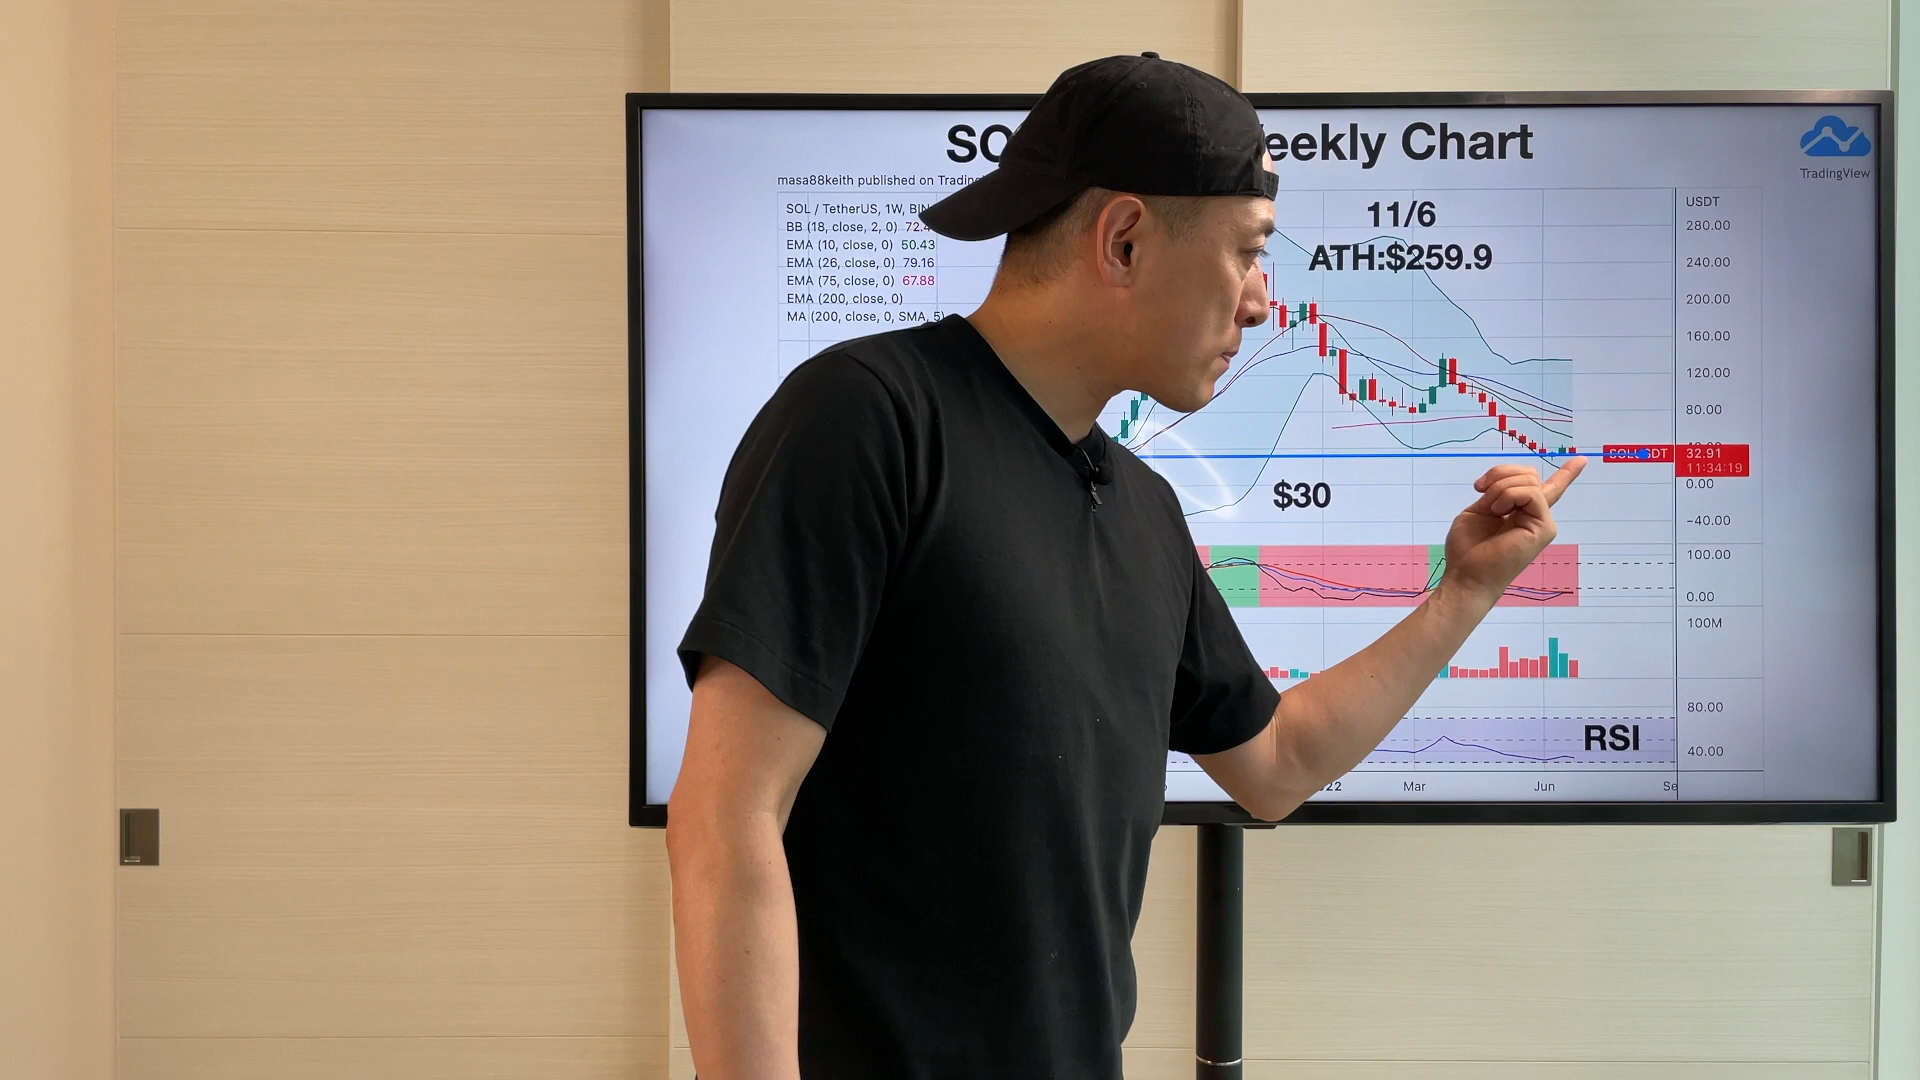 SO eekly Chart
TradingView
masa88keith published on Trading
SOL / TetherUS, 1W, BIN
BB (18, close, 2, 0) 72.4
EMA (10, close, 0) 50.43
EMA (26, close, 0) 79.16
EMA (75, close, 0) 67.88
EMA (200, close, 0)
MA (200, close, 0, SMA, 5)
11/6
ATH:$259.9
USDT
280.00
240.00
200.00
160.00
120.00
80.00
32.91
11:34:19
0.00
−40.00
$30
100.00
0.00
100M
80.00
RSI
40.00
22 Mar Jun Se